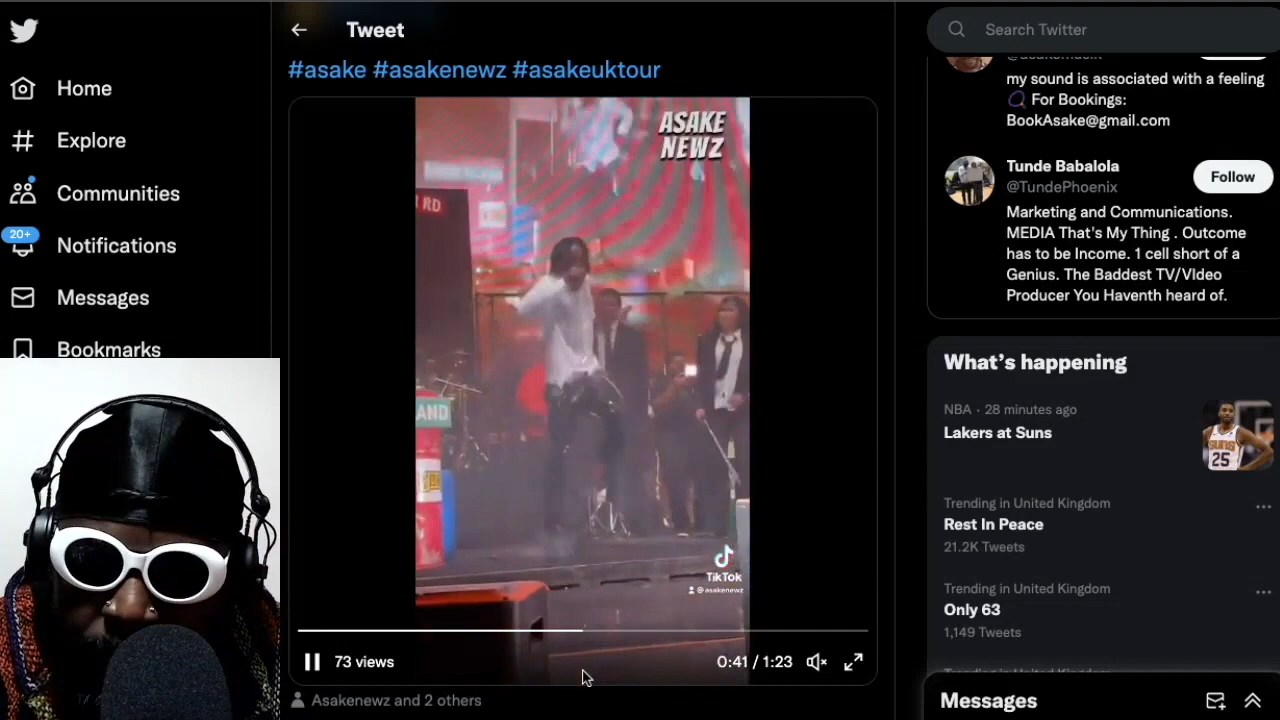 Home
Explore
Communities
20+
Notifications
Messages
Bookmarks
Tweet
#asake #asakenewz #asakeuktour
ASAKE
NEWZ
RD
AND
TikTok
@asakenewz
73 views
0:41 / 1:23
Asakenewz and 2 others
Search Twitter
my sound is associated with a feeling
For Bookings:
BookAsake@gmail.com
Tunde Babalola
@TundePhoenix
Follow
Marketing and Communications.
MEDIA That's My Thing . Outcome
has to be Income. 1 cell short of a
Genius. The Baddest TV/VIdeo
Producer You Haventh heard of.
What's happening
NBA · 28 minutes ago
Lakers at Suns
SUNS
25
Trending in United Kingdom
Rest In Peace
21.2K Tweets
Trending in United Kingdom
Only 63
1,149 Tweets
Messages